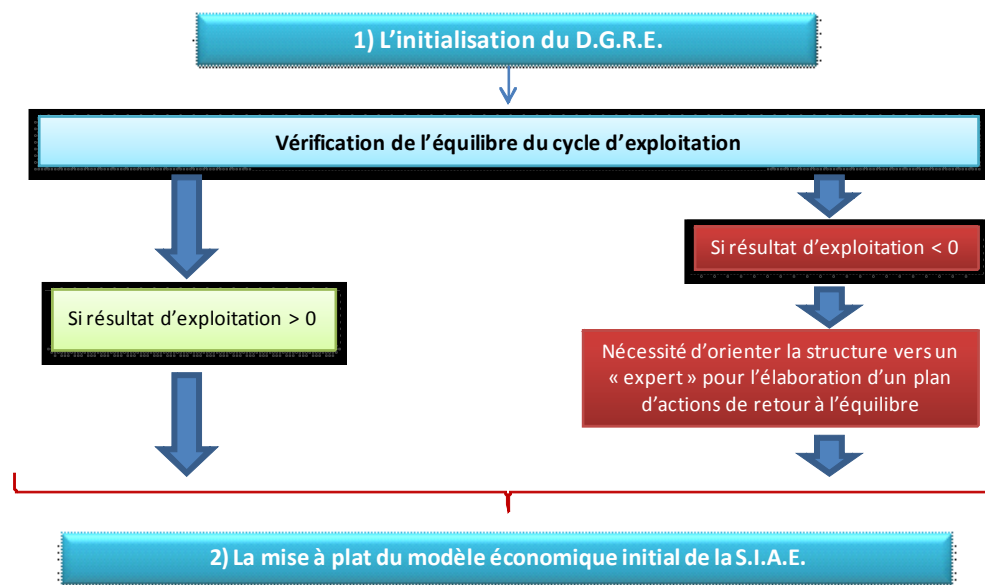 1) L'initialisation du D.G.R.E.
Vérification de l'équilibre du cycle d'exploitation
Si résultat d'exploitation < 0
Si résultat d'exploitation > 0
Nécessité d'orienter la structure vers un
« expert » pour l'élaboration d'un plan
d'actions de retour à l'équilibre
2) La mise à plat du modèle économique initial de la S.I.A.E.